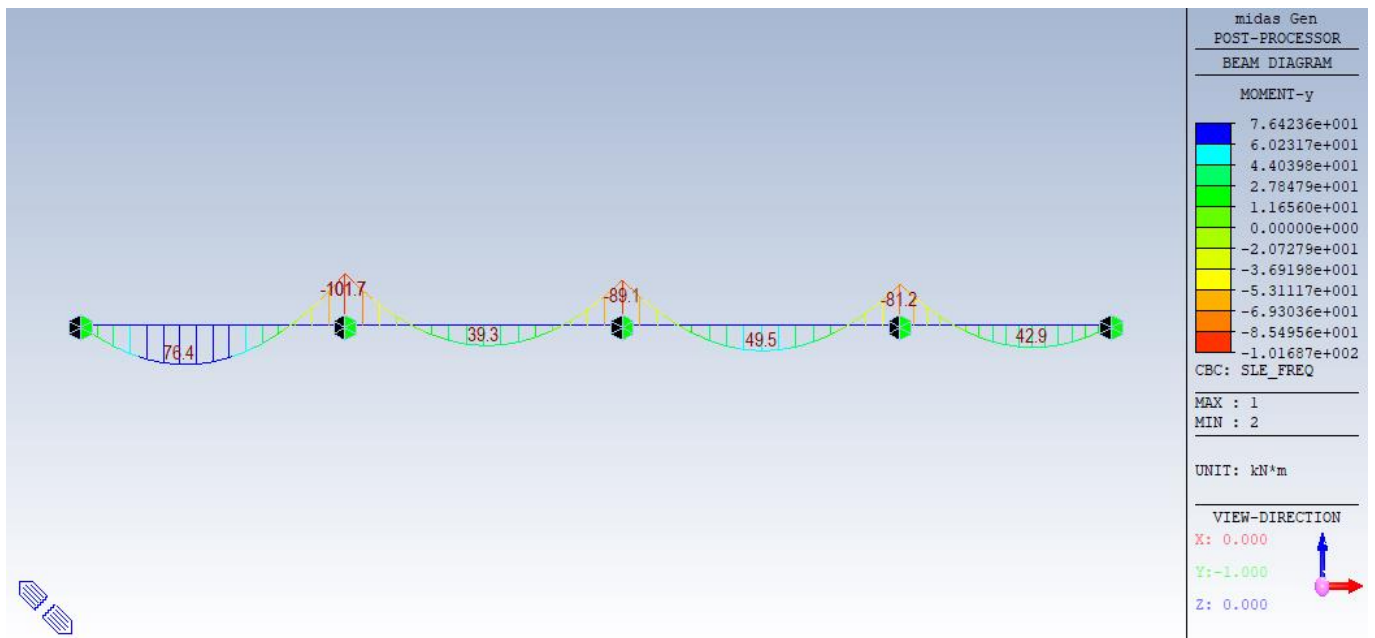 midas Gen
POST-PROCESSOR
BEAM DIAGRAM
MOMENT-y
7.64236e+001
6.02317e+001
4.40398e+001
2.78479e+001
1.16560e+001
0.00000e+000
-2.07279e+001
-3.69198e+001
-5.31117e+001
-6.93036e+001
-8.54956e+001
-1.01687e+002
CBC: SLE_FREQ
MAX : 1
MIN : 2
UNIT: kN*m
VIEW-DIRECTION
X: 0.000
Y:-1.000
Z: 0.000
-101.7
-89.1
-81.2
76.4
39.3
49.5
42.9